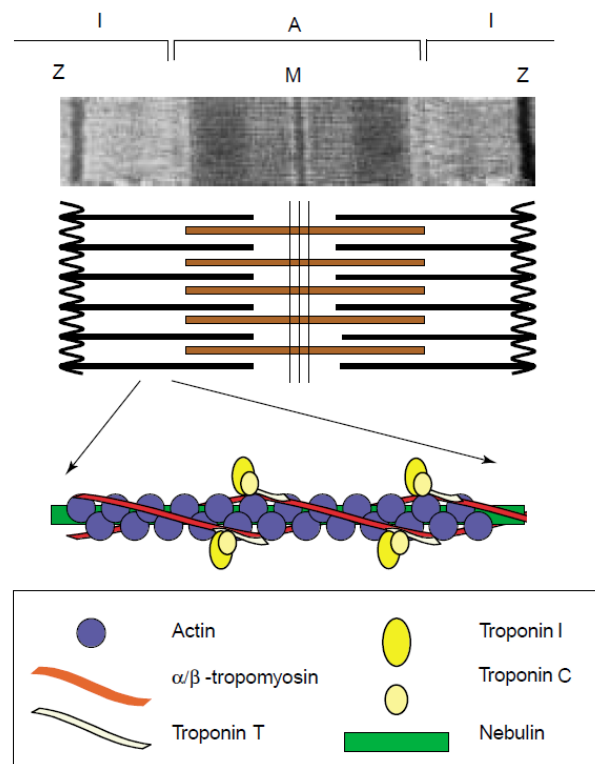 I A I
Z M Z
Actin
α/β -tropomyosin
Troponin T
Troponin I
Troponin C
Nebulin